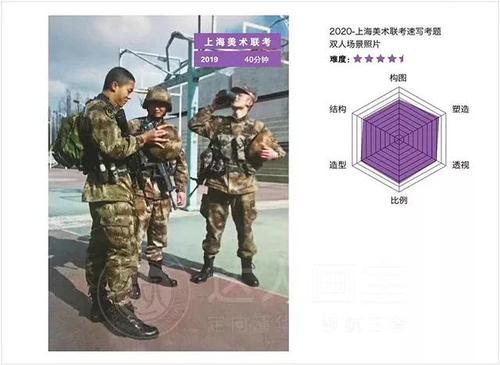 上海美术联考
2019 40分钟
2020-上海美术联考速写考题
双人场景照片
难度：
构图
塑造
透视
比例
造型
结构